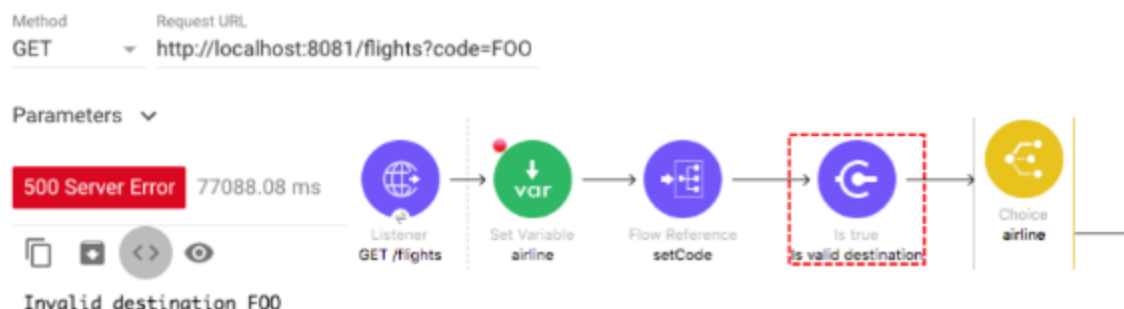 Method Request URL
GET http://localhost:8081/flights?code=FOO
Parameters
500 Server Error 77088.08 ms
Invalid destination FOO
var
Listener
GET /flights
Set Variable
airline
Flow Reference
setCode
Is true
Is valid destination
Choice
airline